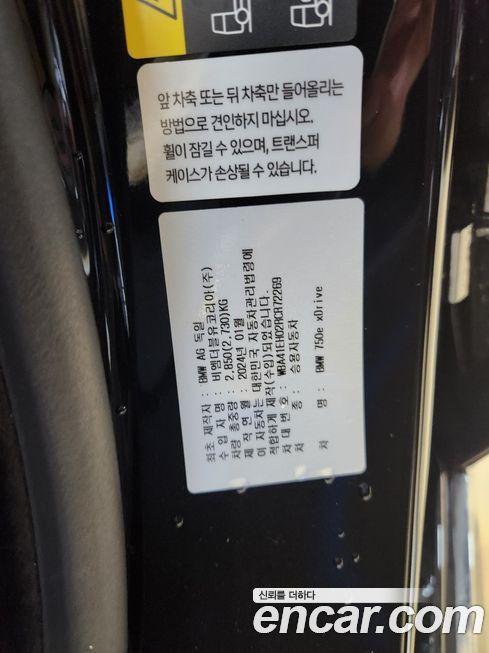 앞 차축 또는 뒤 차축만 들어올리는
방법으로 견인하지 마십시오.
휠이 잠길 수 있으며, 트랜스퍼
케이스가 손상될 수 있습니다.
최초 제작자 : BMW AG 독일
수 입 자 명 : 비엠더블유코리아(주)
차량 총중량 : 2,850(2,730)KG
제 작 연 월 : 2024년 01월
이 자동차는 대한민국 자동차관리법령에
적합하게 제작(수입)되었습니다.
차 대 번 호 : WBA41EH02RCR72269
차 종 : 승용자동차
차 명 : BMW 750e xDrive
신뢰를 더하다
encar.com